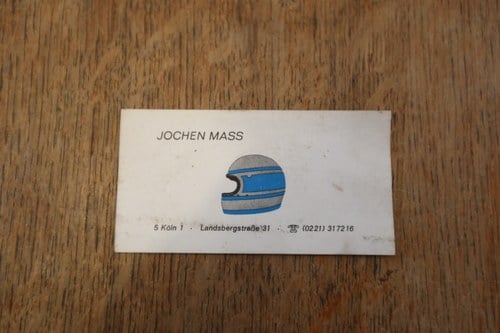 JOCHEN MASS
5 Köln 1 · Landsbergstraße 31 · ☎ (0221) 317216